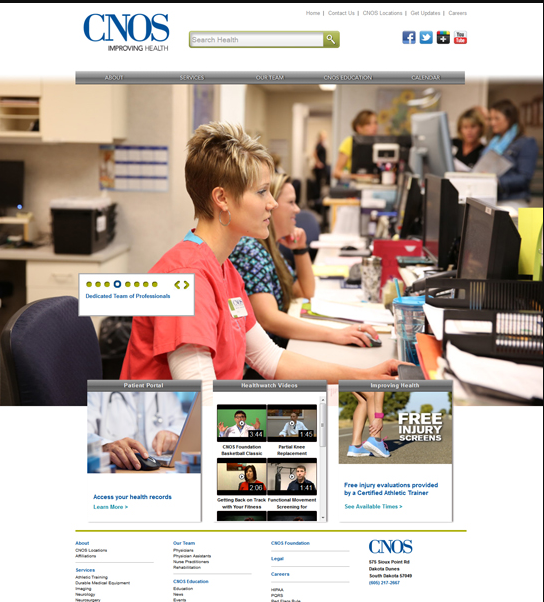 Home | Contact Us | CNOS Locations | Get Updates | Careers
CNOS
IMPROVING HEALTH
Search Health
You
Tube
ABOUT
SERVICES
OUR TEAM
CNOS EDUCATION
CALENDAR
Dedicated Team of Professionals
Patient Portal
Access your health records
Learn More >
Healthwatch Videos
3:44
1:45
CNOS Foundation
Basketball Classic
Partial Knee
Replacement
2:06
1:41
Getting Back on Track
with Your Fitness
Functional Movement
Screening for
Improving Health
FREE
INJURY
SCREENS
Free injury evaluations provided
by a Certified Athletic Trainer
See Available Times >
About
CNOS Locations
Affiliations
Services
Athletic Training
Durable Medical Equipment
Imaging
Neurology
Neurosurgery
Our Team
Physicians
Physician Assistants
Nurse Practitioners
Rehabilitation
CNOS Education
Education
News
Events
CNOS Foundation
Legal
Careers
HIPAA
PQRS
Red Flags Rule
CNOS
575 Sioux Point Rd
Dakota Dunes
South Dakota 57049
(605) 217-2667